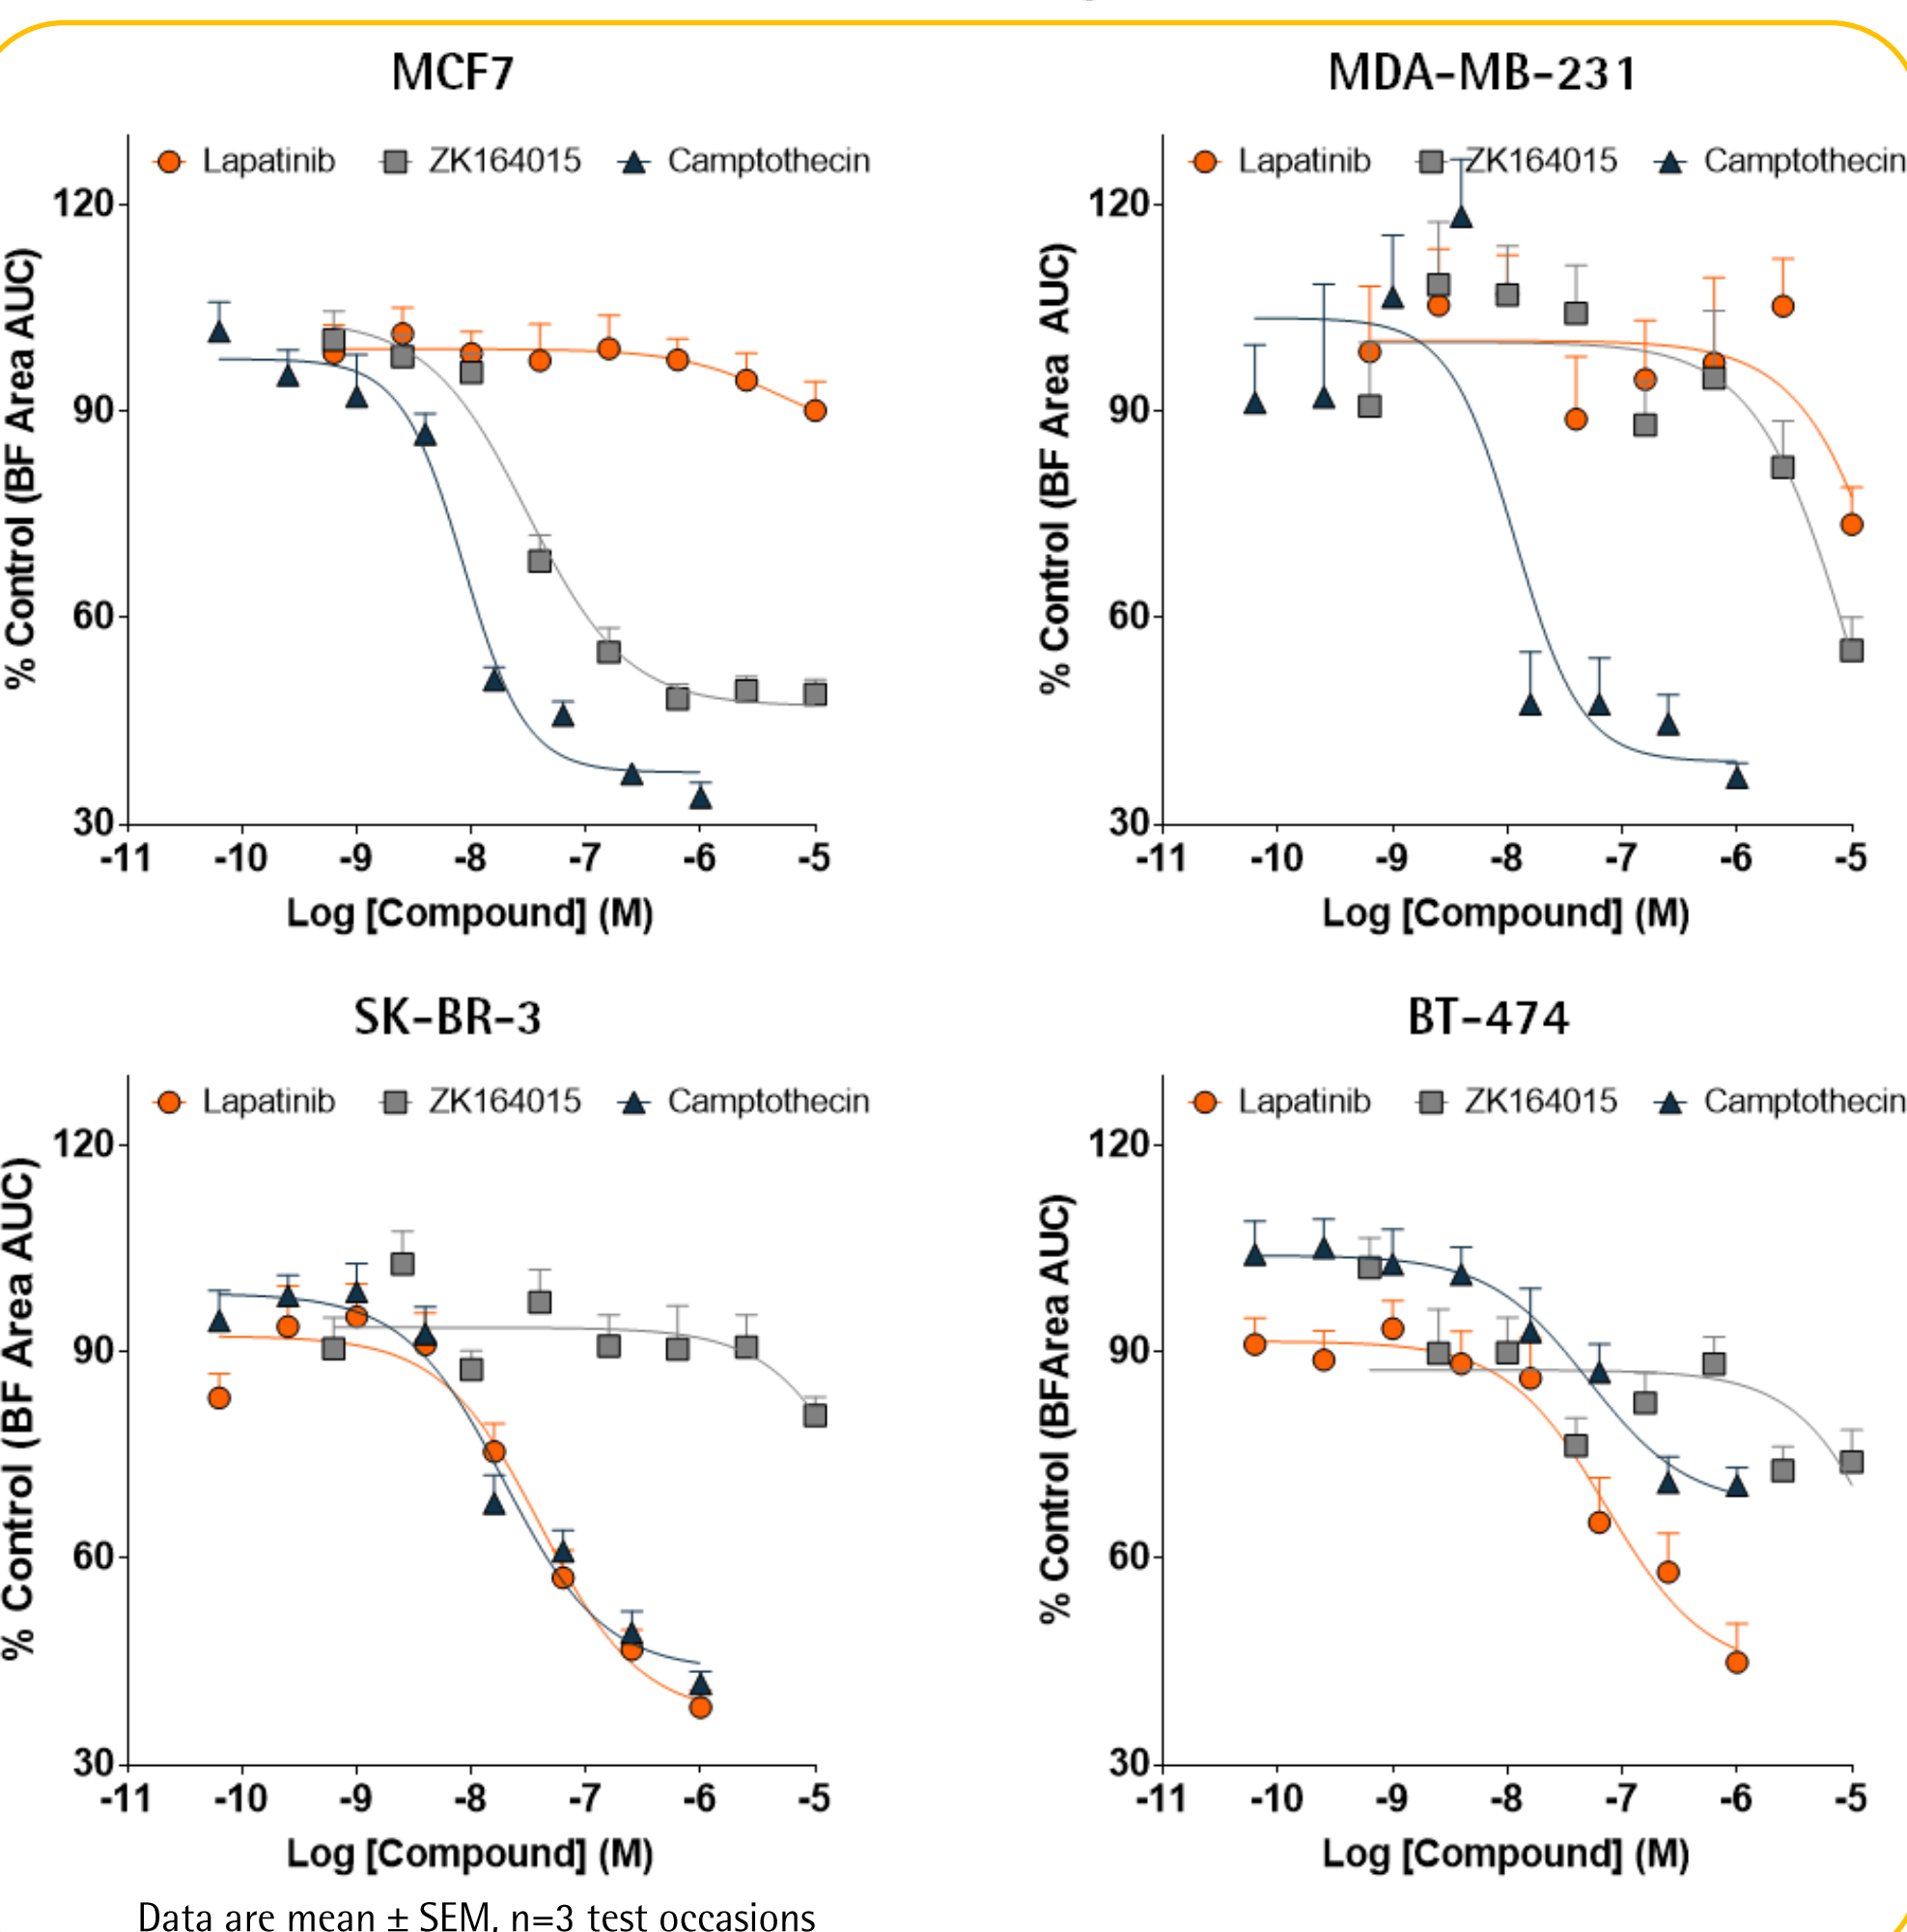 MCF7
Lapatinib ZK164015 Camptothecin
% Control (BF Area AUC)
120
90
60
30
-11 -10 -9 -8 -7 -6 -5
Log [Compound] (M)
MDA-MB-231
Lapatinib ZK164015 Camptothecin
% Control (BF Area AUC)
120
90
60
30
-11 -10 -9 -8 -7 -6 -5
Log [Compound] (M)
SK-BR-3
Lapatinib ZK164015 Camptothecin
% Control (BF Area AUC)
120
90
60
30
-11 -10 -9 -8 -7 -6 -5
Log [Compound] (M)
BT-474
Lapatinib ZK164015 Camptothecin
% Control (BFArea AUC)
120
90
60
30
-11 -10 -9 -8 -7 -6 -5
Log [Compound] (M)
Data are mean ± SEM, n=3 test occasions